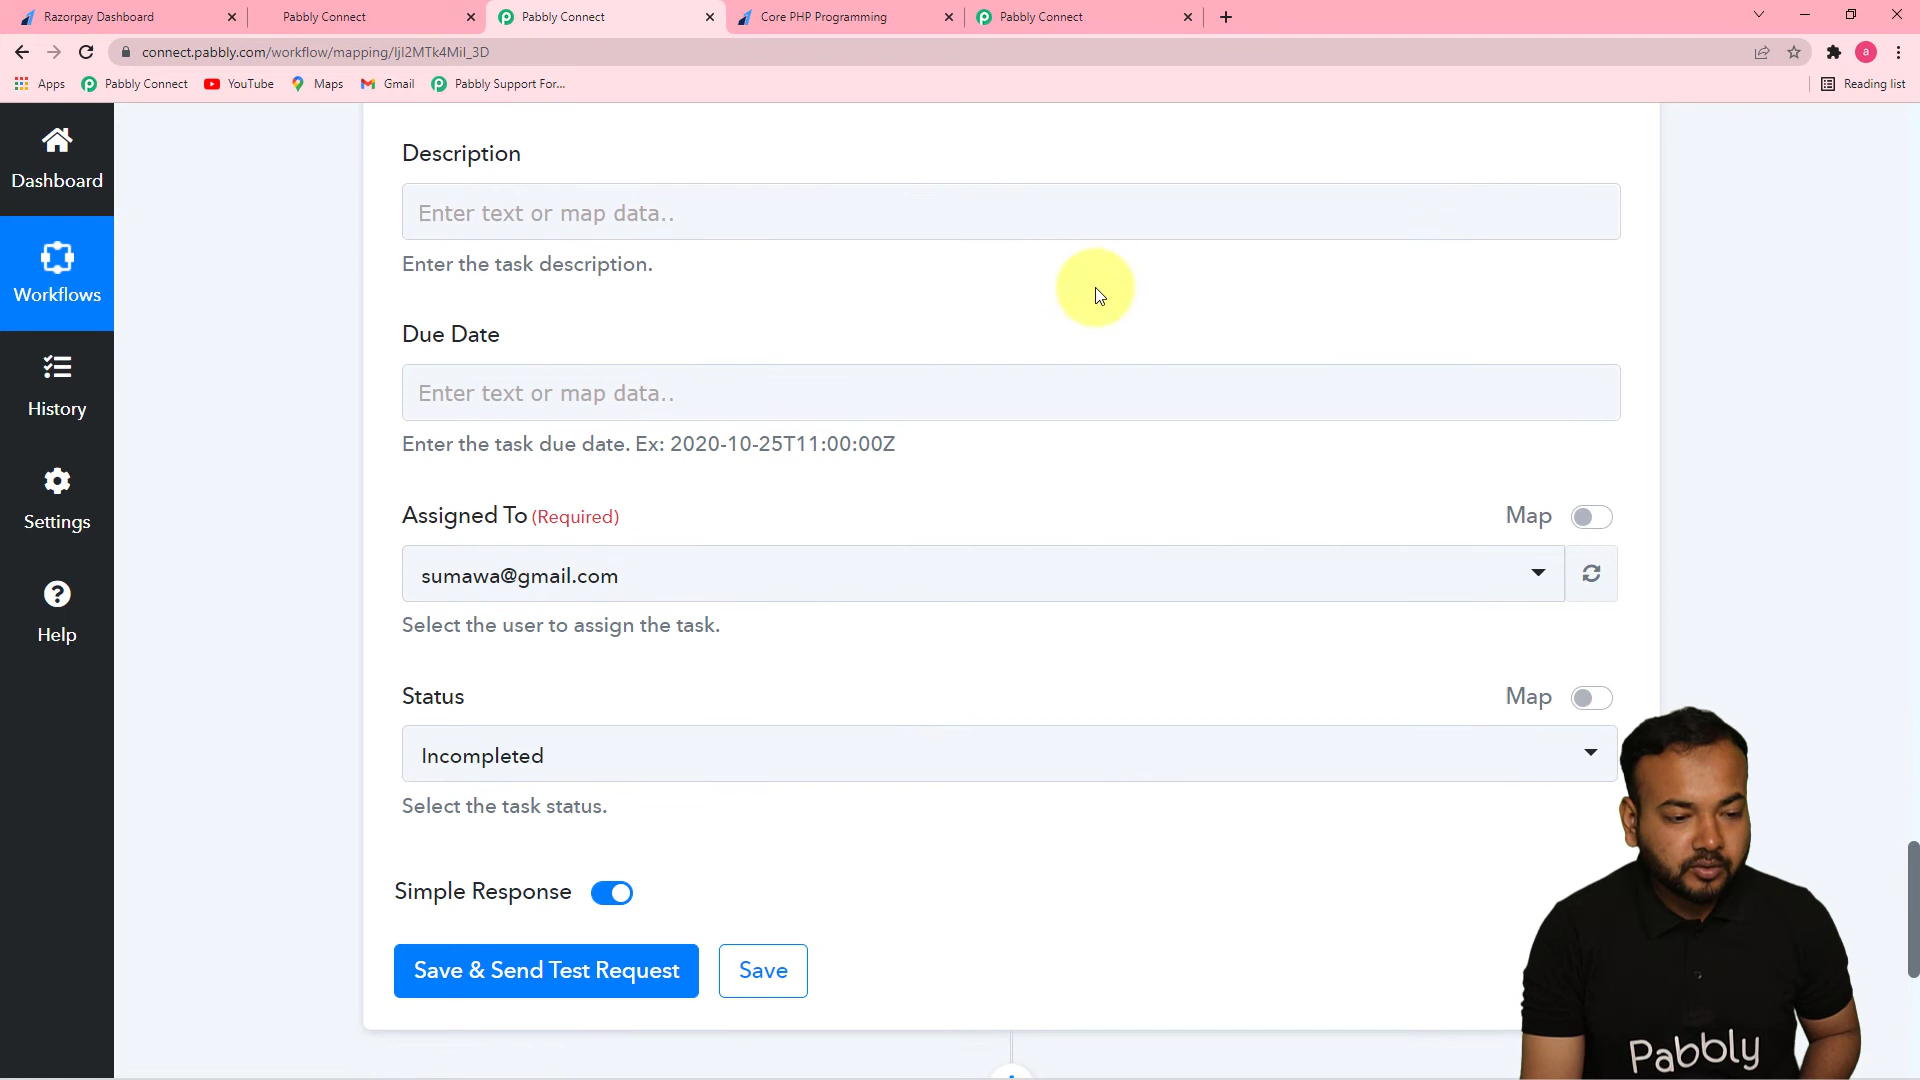 Razorpay Dashboard
Pabbly Connect
Pabbly Connect
Core PHP Programming
Pabbly Connect
connect.pabbly.com/workflow/mapping/IjI2MTk4MiI_3D
a
Apps
Pabbly Connect
YouTube
Maps
Gmail
Pabbly Support For...
Reading list
Dashboard
Workflows
History
Settings
Help
Description
Enter text or map data..
Enter the task description.
Due Date
Enter text or map data..
Enter the task due date. Ex: 2020-10-25T11:00:00Z
Assigned To (Required)
Map
sumawa@gmail.com
Select the user to assign the task.
Status
Map
Incompleted
Select the task status.
Simple Response
Save & Send Test Request
Save
Pabbly